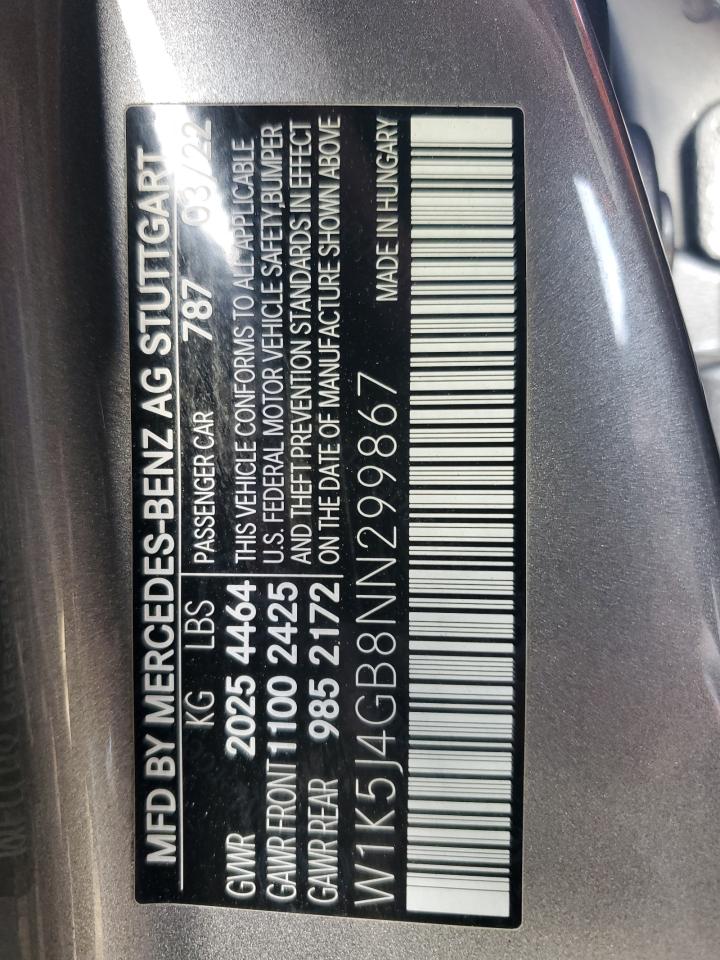 MFD BY MERCEDES-BENZ AG STUTTGART
KG LBS
GVWR 2025 4464
GAWR FRONT 1100 2425
GAWR REAR 985 2172
PASSENGER CAR 787 03/22
THIS VEHICLE CONFORMS TO ALL APPLICABLE
U.S. FEDERAL MOTOR VEHICLE SAFETY,BUMPER
AND THEFT PREVENTION STANDARDS IN EFFECT
ON THE DATE OF MANUFACTURE SHOWN ABOVE
W1K5J4GB8NN299867 MADE IN HUNGARY